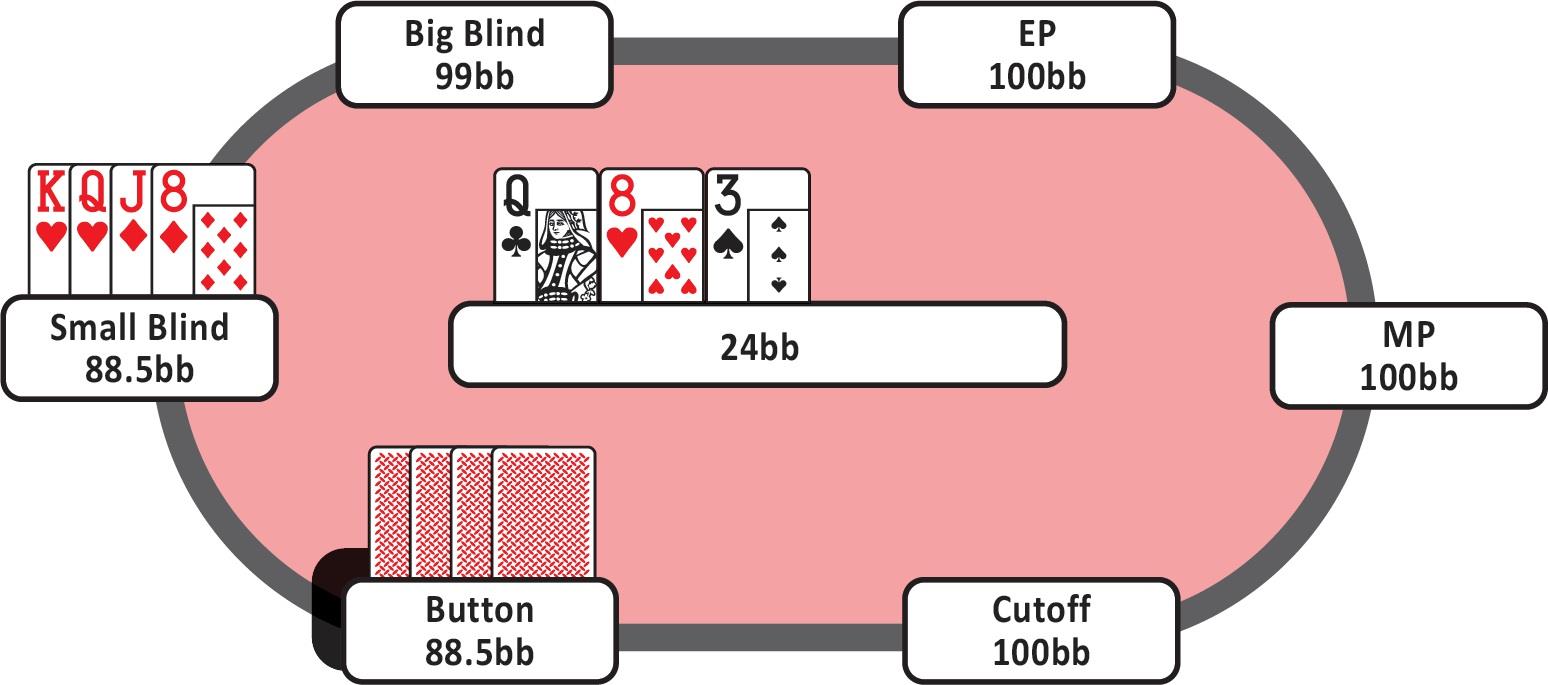 Big Blind
99bb
EP
100bb
K Q J 8
Q 8 3
Small Blind
88.5bb
24bb
MP
100bb
Button
88.5bb
Cutoff
100bb